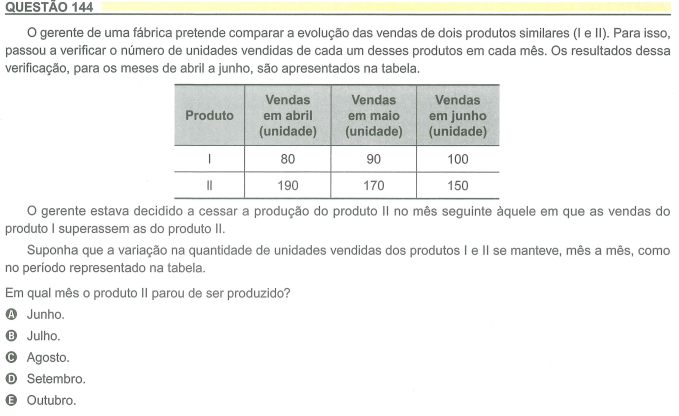 QUESTÃO 144
O gerente de uma fábrica pretende comparar a evolução das vendas de dois produtos similares (I e II). Para isso,
passou a verificar o número de unidades vendidas de cada um desses produtos em cada mês. Os resultados dessa
verificação, para os meses de abril a junho, são apresentados na tabela.
Produto Vendas em abril (unidade) Vendas em maio (unidade) Vendas em junho (unidade)
I 80 90 100
II 190 170 150
O gerente estava decidido a cessar a produção do produto II no mês seguinte àquele em que as vendas do
produto I superassem as do produto II.
Suponha que a variação na quantidade de unidades vendidas dos produtos I e II se manteve, mês a mês, como
no período representado na tabela.
Em qual mês o produto II parou de ser produzido?
A Junho.
B Julho.
C Agosto.
D Setembro.
E Outubro.